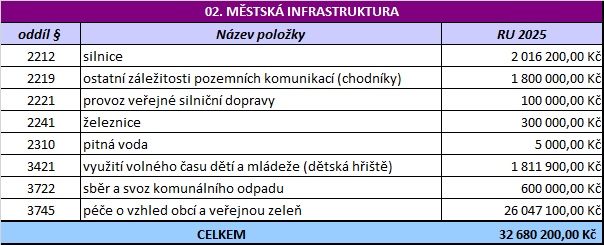 02. MĚSTSKÁ INFRASTRUKTURA
oddíl § Název položky RU 2025
2212 silnice 2 016 200,00 Kč
2219 ostatní záležitosti pozemních komunikací (chodníky) 1 800 000,00 Kč
2221 provoz veřejné silniční dopravy 100 000,00 Kč
2241 železnice 300 000,00 Kč
2310 pitná voda 5 000,00 Kč
3421 využití volného času dětí a mládeže (dětská hřiště) 1 811 900,00 Kč
3722 sběr a svoz komunálního odpadu 600 000,00 Kč
3745 péče o vzhled obcí a veřejnou zeleň 26 047 100,00 Kč
CELKEM 32 680 200,00 Kč